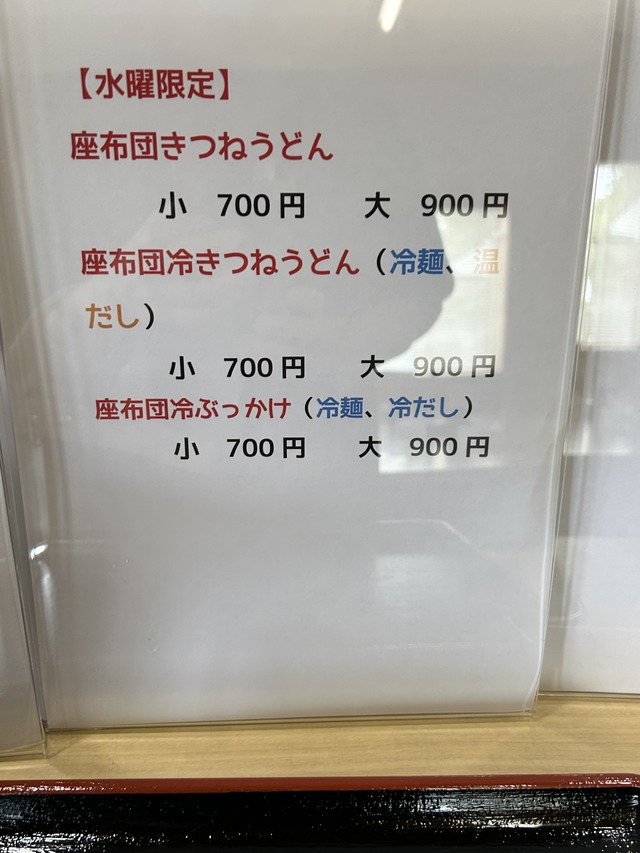 【水曜限定】
座布団きつねうどん
小　700円　　大　900円
座布団冷きつねうどん（冷麺、温
だし）
小　700円　　大　900円
座布団冷ぶっかけ（冷麺、冷だし）
小　700円　　大　900円